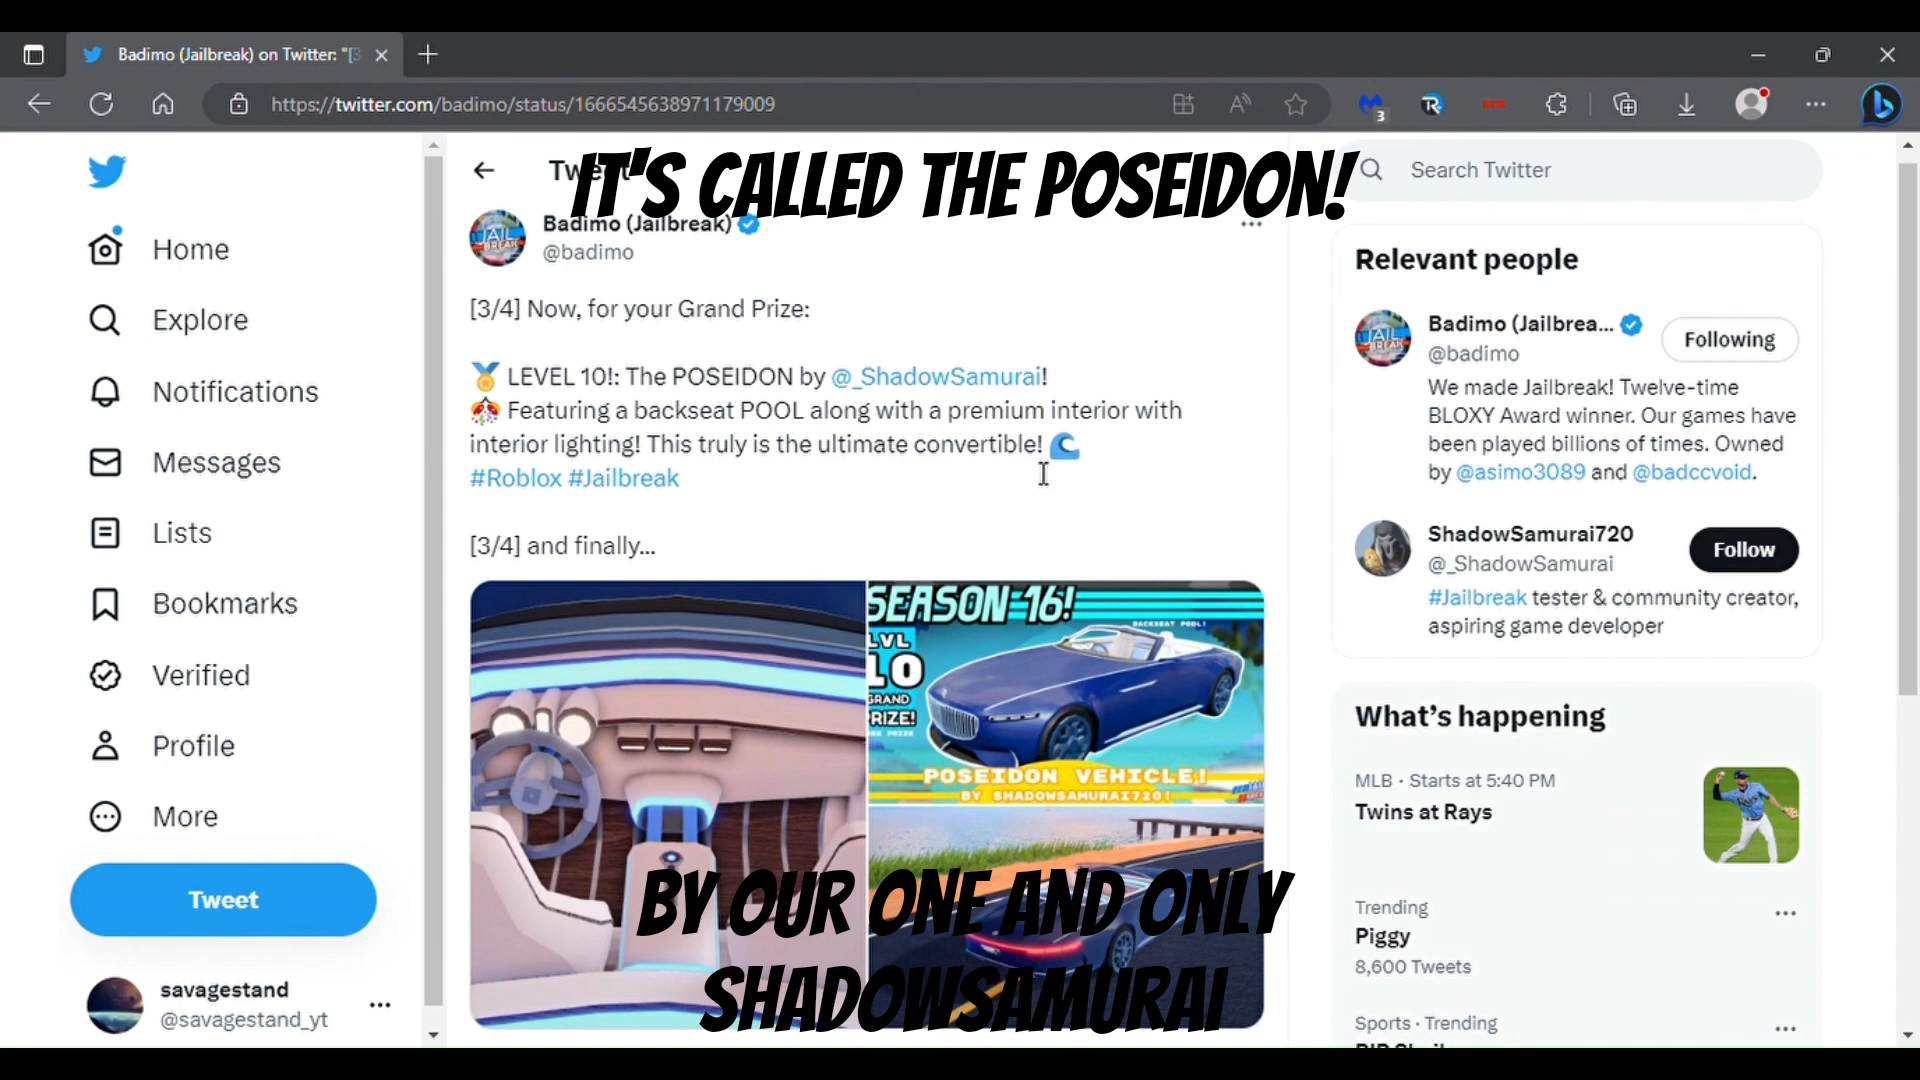 Badimo (Jailbreak) on Twitter: "[3
https://twitter.com/badimo/status/1666545638971179009
3
IT'S CALLED THE POSEIDON!
Home
Explore
Notifications
Messages
Lists
Bookmarks
Verified
Profile
More
Tweet
savagestand
@savagestand_yt
Tweet
Badimo (Jailbreak)
@badimo
[3/4] Now, for your Grand Prize:
LEVEL 10!: The POSEIDON by @_ShadowSamurai!
Featuring a backseat POOL along with a premium interior with
interior lighting! This truly is the ultimate convertible!
#Roblox #Jailbreak
[3/4] and finally...
SEASON 16!
BACKSEAT POOL!
LVL
10
GRAND
PRIZE!
POSEIDON VEHICLE!
BY SHADOWSAMURAI720!
BY OUR ONE AND ONLY
SHADOWSAMURAI
Search Twitter
Relevant people
Badimo (Jailbrea...
Following
@badimo
We made Jailbreak! Twelve-time
BLOXY Award winner. Our games have
been played billions of times. Owned
by @asimo3089 and @badccvoid.
ShadowSamurai720
Follow
@_ShadowSamurai
#Jailbreak tester & community creator,
aspiring game developer
What's happening
MLB · Starts at 5:40 PM
Twins at Rays
Trending
Piggy
8,600 Tweets
Sports · Trending